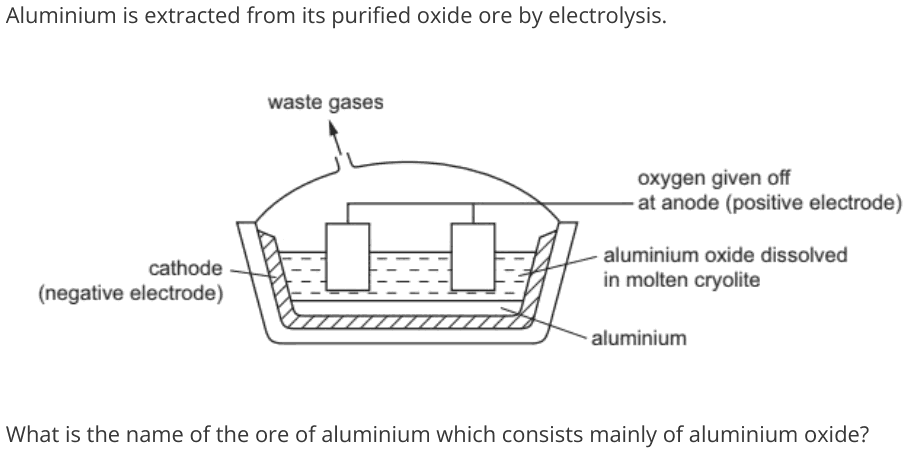 Aluminium is extracted from its purified oxide ore by electrolysis.
waste gases
oxygen given off
at anode (positive electrode)
aluminium oxide dissolved
in molten cryolite
cathode
(negative electrode)
aluminium
What is the name of the ore of aluminium which consists mainly of aluminium oxide?